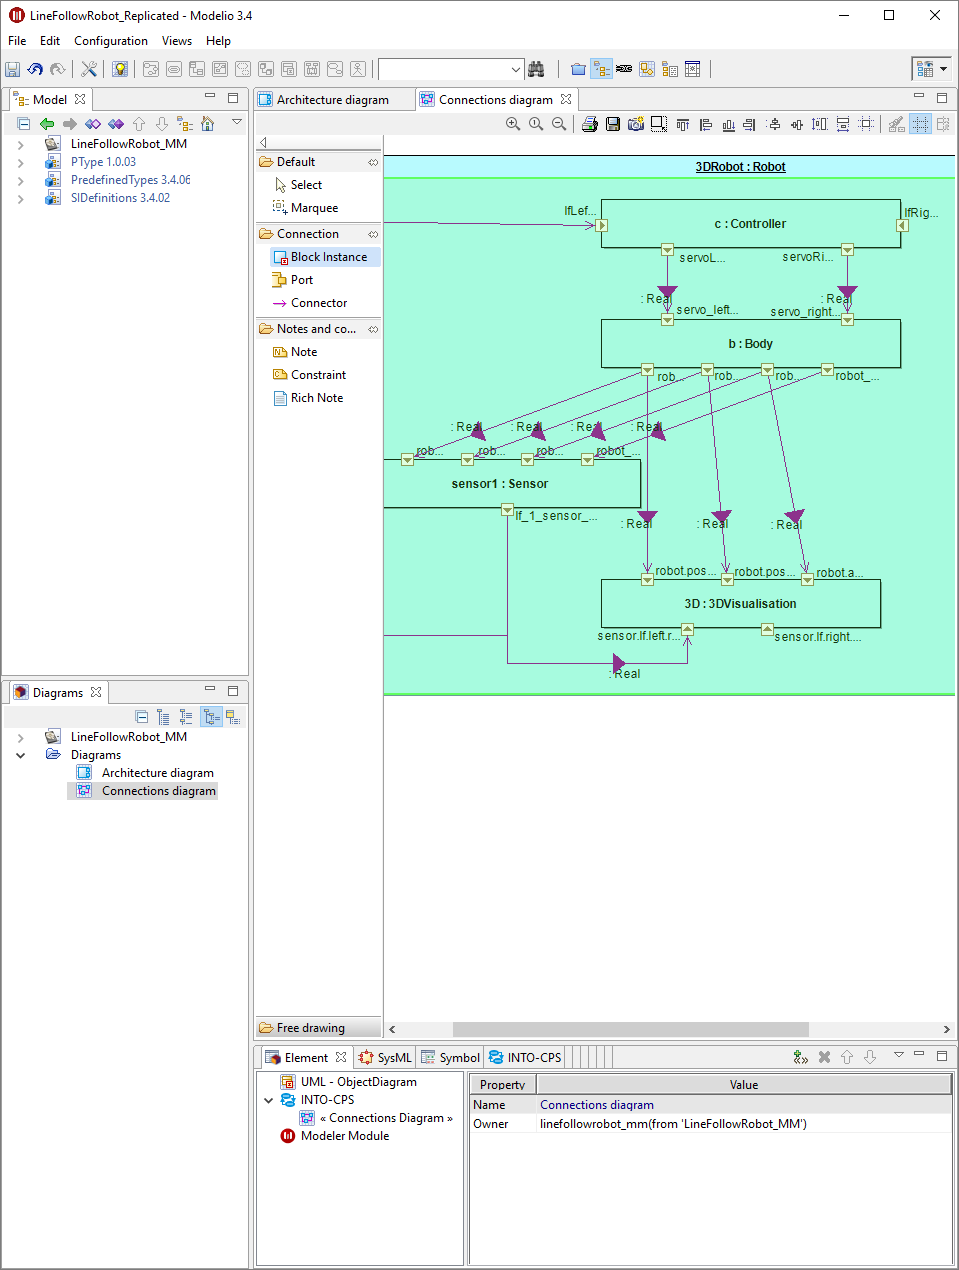 LineFollowRobot_Replicated - Modelio 3.4
File Edit Configuration Views Help
Model
LineFollowRobot_MM
PType 1.0.03
PredefinedTypes 3.4.06
SIDefinitions 3.4.02
Architecture diagram
Connections diagram
Default
Select
Marquee
Connection
Block Instance
Port
Connector
Notes and co...
Note
Constraint
Rich Note
Free drawing
3DRobot : Robot
lfLef...
c : Controller
lfRig...
servoL...
servoRi...
: Real
: Real
servo_left...
servo_right...
b : Body
rob...
rob...
rob...
robot_...
: Real
: Real
: Real
: Real
rob...
rob...
rob...
robot_...
sensor1 : Sensor
lf_1_sensor_...
: Real
: Real
: Real
robot.pos...
robot.pos...
robot.a...
3D : 3DVisualisation
sensor.lf.left.r...
sensor.lf.right....
: Real
Diagrams
LineFollowRobot_MM
Diagrams
Architecture diagram
Connections diagram
Element
SysML
Symbol
INTO-CPS
UML - ObjectDiagram
INTO-CPS
« Connections Diagram »
Modeler Module
Property Value
Name Connections diagram
Owner linefollowrobot_mm(from 'LineFollowRobot_MM')